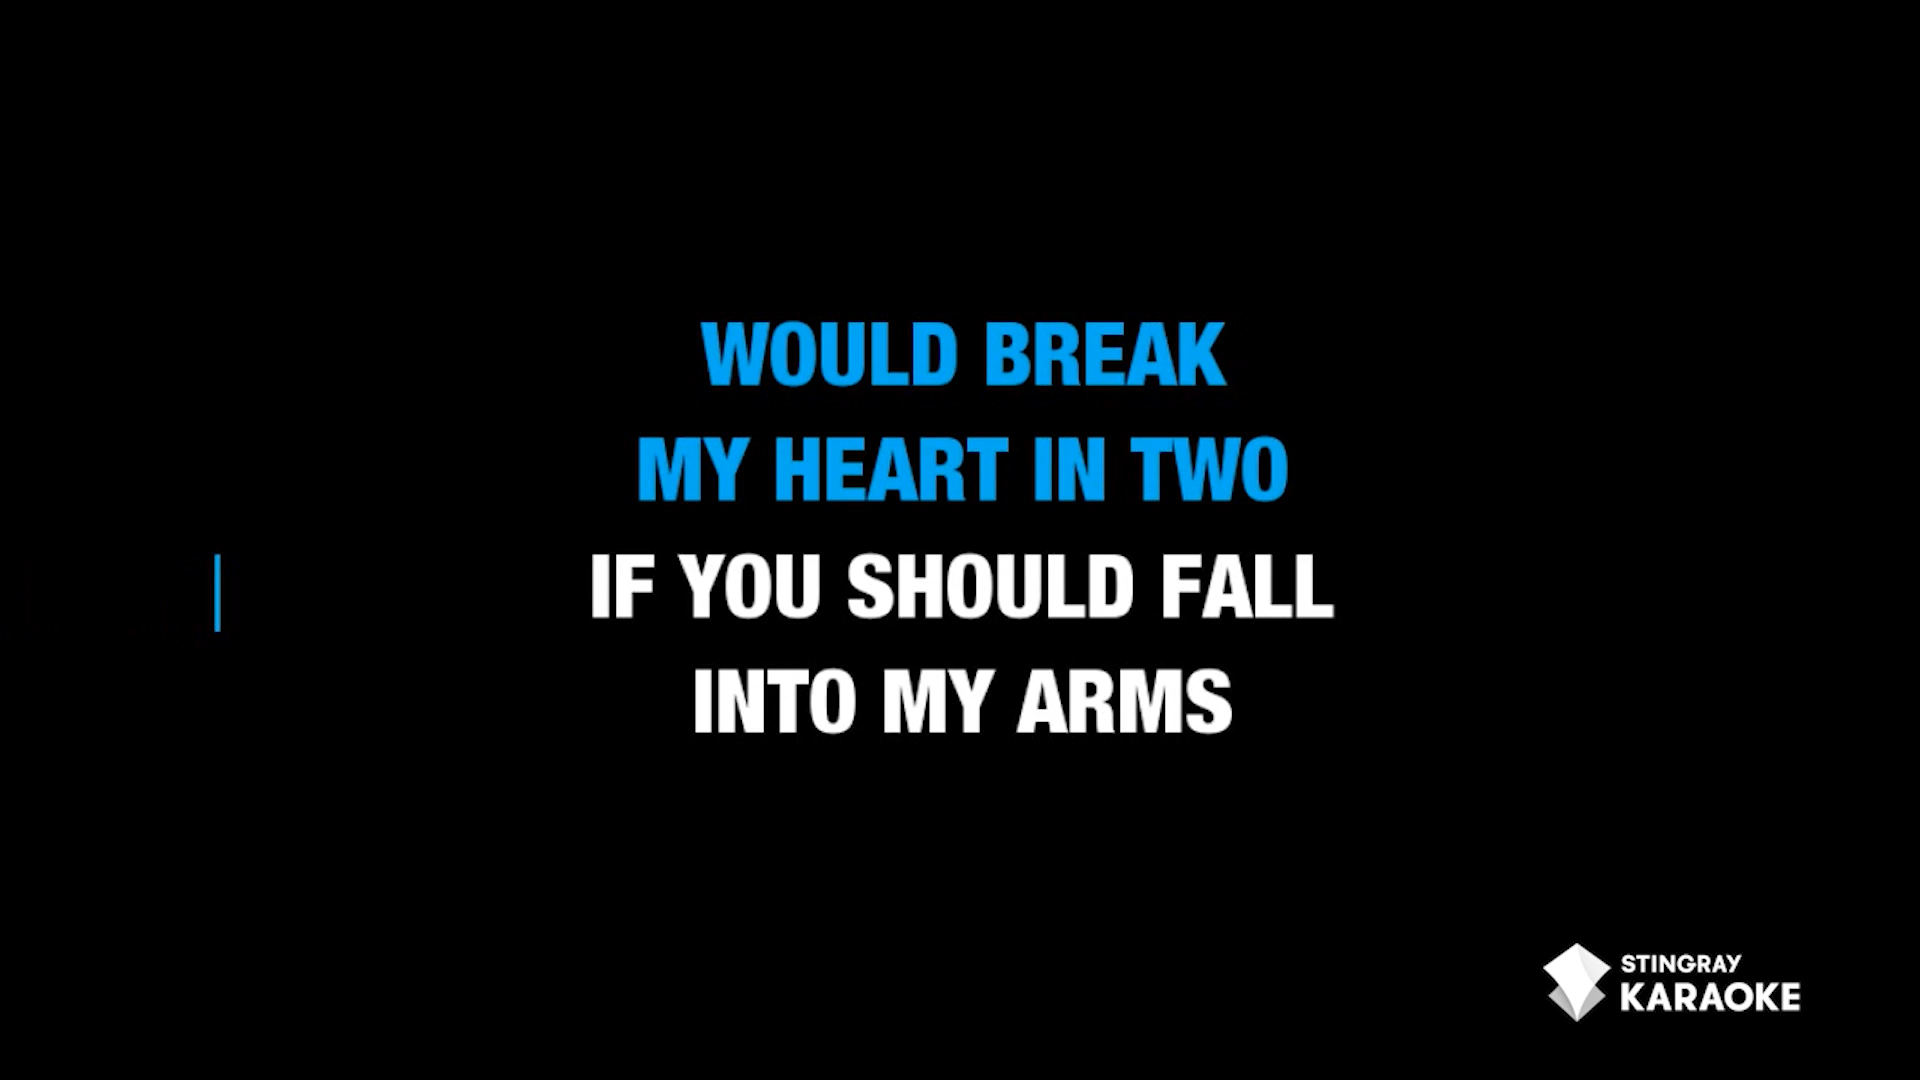 WOULD BREAK
MY HEART IN TWO
IF YOU SHOULD FALL
INTO MY ARMS
STINGRAY
KARAOKE